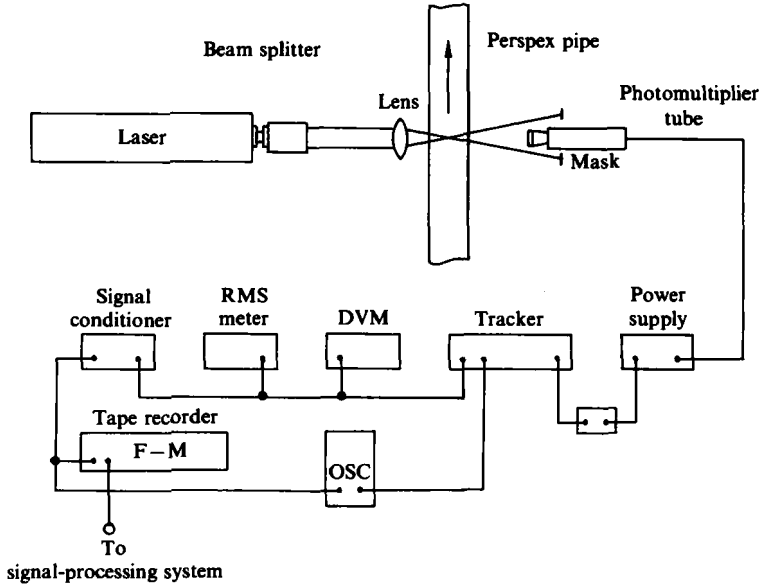 Beam splitter
Perspex pipe
Lens
Photomultiplier
tube
Laser
Mask
Signal
conditioner
RMS
meter
DVM
Tracker
Power
supply
Tape recorder
F–M
OSC
To
signal-processing system